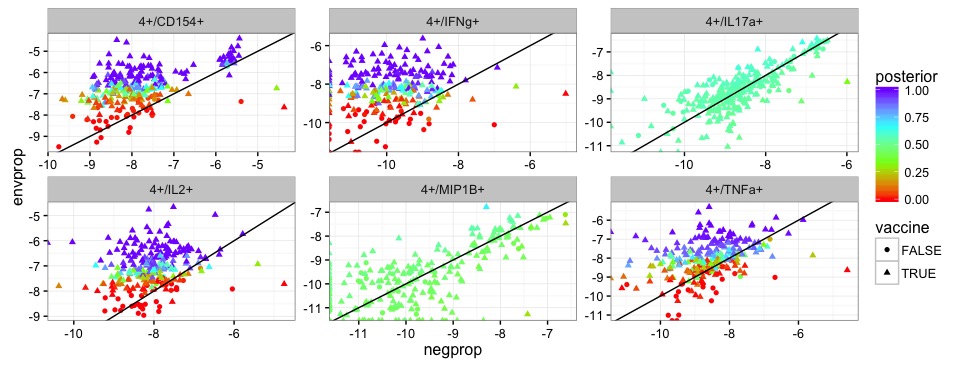 4+/CD154+
4+/IFNg+
4+/IL17a+
-5
-6
-7
-8
-9
-10 -9 -8 -7 -6 -5
-6
-8
-10
-10 -8 -6
-7
-8
-9
-10
-11
-10 -8 -6
4+/IL2+
4+/MIP1B+
4+/TNFa+
-5
-6
-7
-8
-9
-10 -8 -6
-7
-8
-9
-10
-11
-11 -10 -9 -8 -7
-6
-7
-8
-9
-10
-11
-10 -8 -6
envprop
negprop
posterior
1.00
0.75
0.50
0.25
0.00
vaccine
FALSE
TRUE